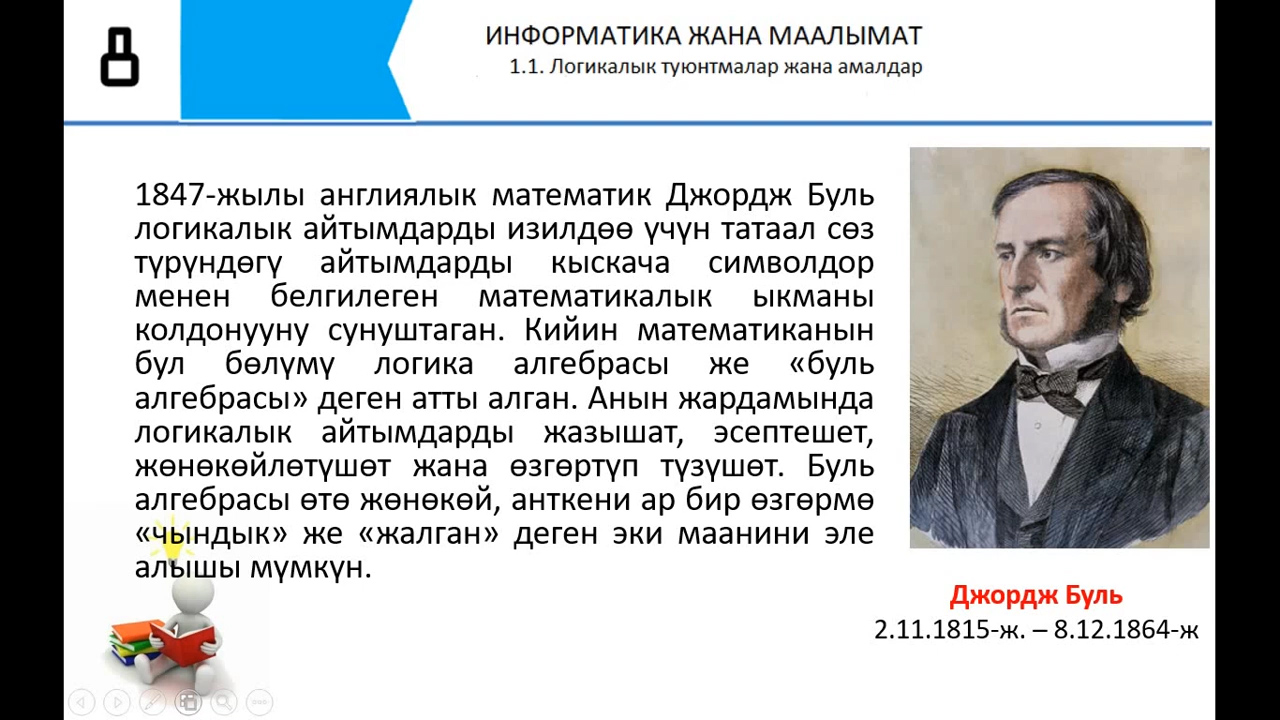 8
ИНФОРМАТИКА ЖАНА МААЛЫМАТ
1.1. Логикалык туюнтмалар жана амалдар
1847-жылы англиялык математик Джордж Буль
логикалык айтымдарды изилдөө үчүн татаал сөз
түрүндөгү айтымдарды кыскача символдор
менен белгилеген математикалык ыкманы
колдонууну сунуштаган. Кийин математиканын
бул бөлүмү логика алгебрасы же «буль
алгебрасы» деген атты алган. Анын жардамында
логикалык айтымдарды жазышат, эсептешет,
жөнөкөйлөтүшөт жана өзгөртүп түзүшөт. Буль
алгебрасы өтө жөнөкөй, анткени ар бир өзгөрмө
«чындык» же «жалган» деген эки маанини эле
алышы мүмкүн.
Джордж Буль
2.11.1815-ж. – 8.12.1864-ж